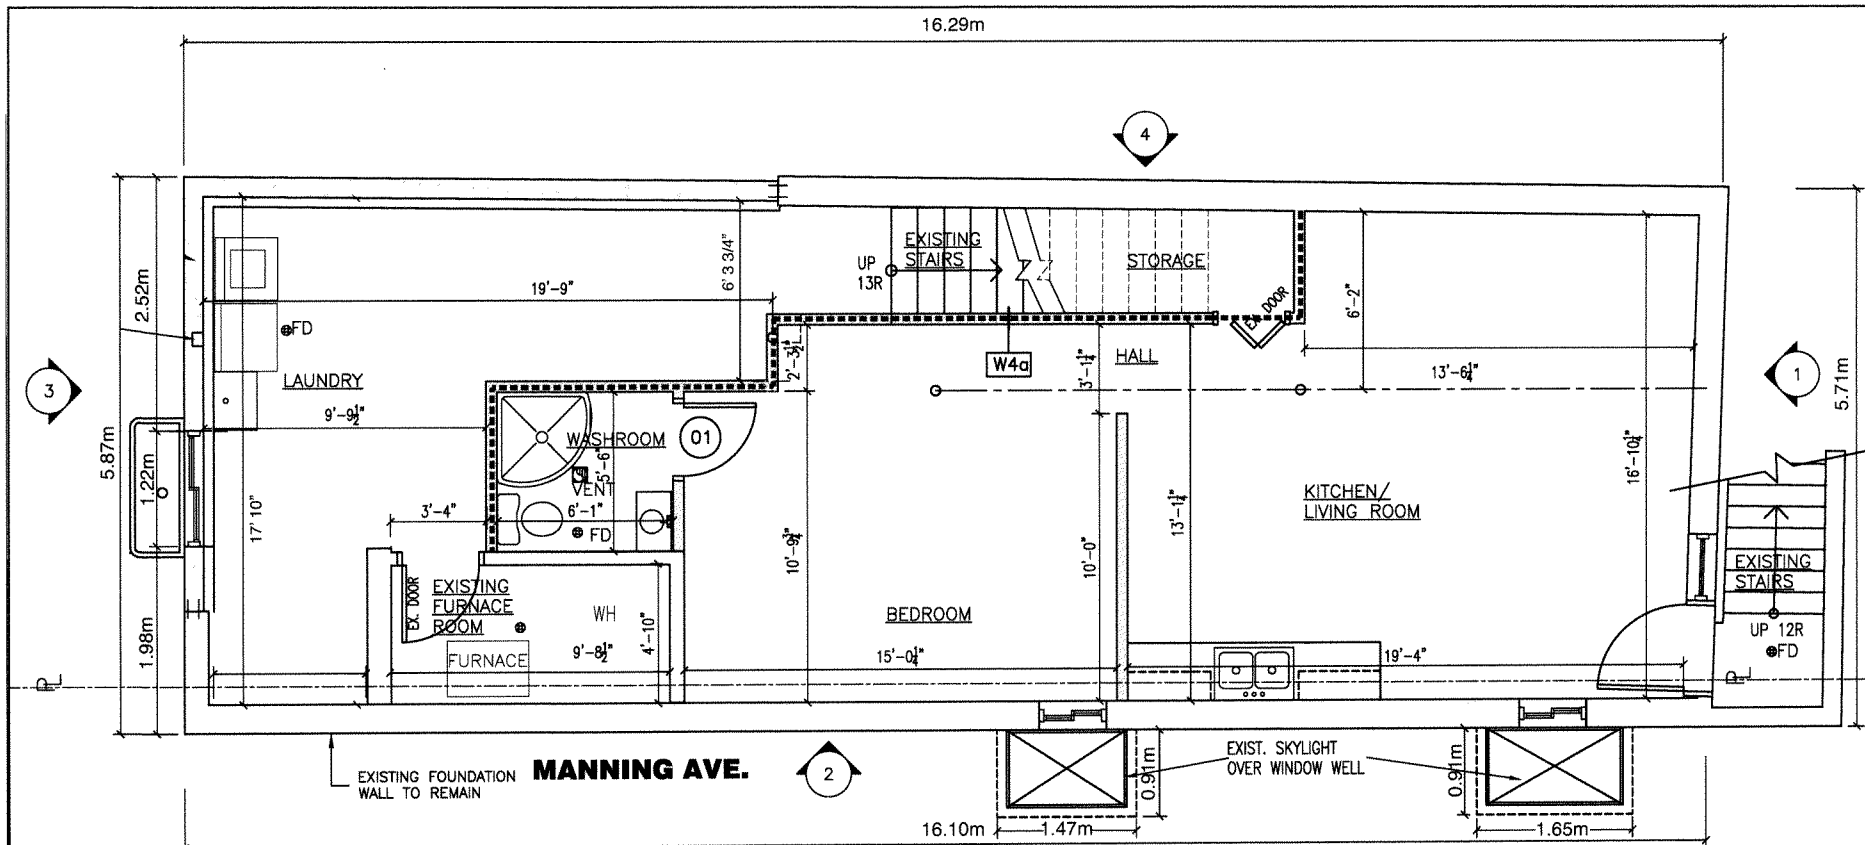 16.29m
4
2.52m
5.87m
1.22m
1.98m
3
19'-9"
6' 3 3/4"
FD
LAUNDRY
9'-9½"
17' 10"
UP
13R
EXISTING
STAIRS
STORAGE
EX. DOOR
W4a
HALL
2'-3½"
3'-1¼"
6'-2"
13'-6¼"
1
5.71m
WASHROOM
01
5'-6"
VENT
3'-4"
6'-1"
FD
EX. DOOR
EXISTING
FURNACE
ROOM
WH
FURNACE
9'-8½"
4'-10"
10'-9¾"
BEDROOM
15'-0¼"
10'-0"
13'-1¼"
KITCHEN/
LIVING ROOM
16'-10¼"
19'-4"
EXISTING
STAIRS
UP 12R
FD
PL
PL
EXISTING FOUNDATION
WALL TO REMAIN
MANNING AVE.
2
0.91m
EXIST. SKYLIGHT
OVER WINDOW WELL
0.91m
16.10m
1.47m
1.65m